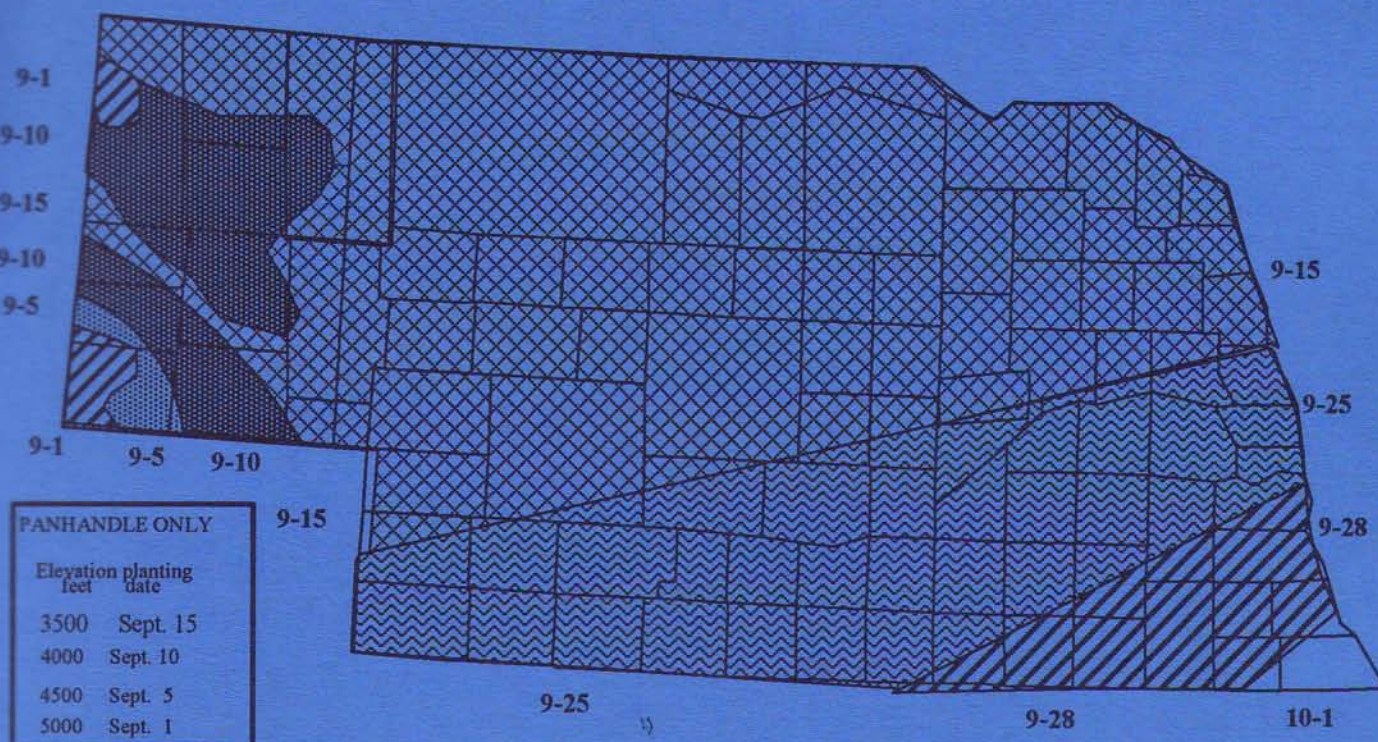 9-1
9-10
9-15
9-10
9-5
9-1
9-5 9-10
9-15
9-15
9-25
9-28
9-25
9-28
10-1
PANHANDLE ONLY
Elevation planting
feet date
3500 Sept. 15
4000 Sept. 10
4500 Sept. 5
5000 Sept. 1